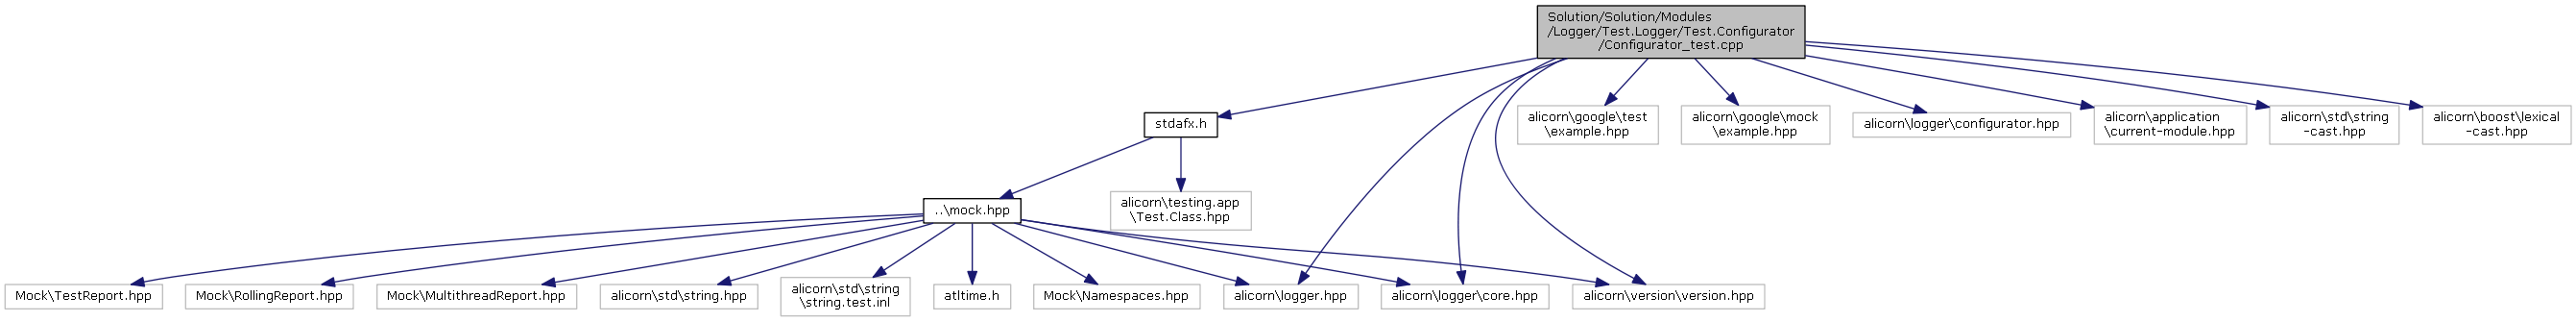 Solution/Solution/Modules
/Logger/Test.Logger/Test.Configurator
/Configurator_test.cpp
stdafx.h
alicorn\google\test
\example.hpp
alicorn\google\mock
\example.hpp
alicorn\logger\configurator.hpp
alicorn\application
\current-module.hpp
alicorn\std\string
-cast.hpp
alicorn\boost\lexical
-cast.hpp
..\mock.hpp
alicorn\testing.app
\Test.Class.hpp
Mock\TestReport.hpp
Mock\RollingReport.hpp
Mock\MultithreadReport.hpp
alicorn\std\string.hpp
alicorn\std\string
\string.test.inl
atltime.h
Mock\Namespaces.hpp
alicorn\logger.hpp
alicorn\logger\core.hpp
alicorn\version\version.hpp